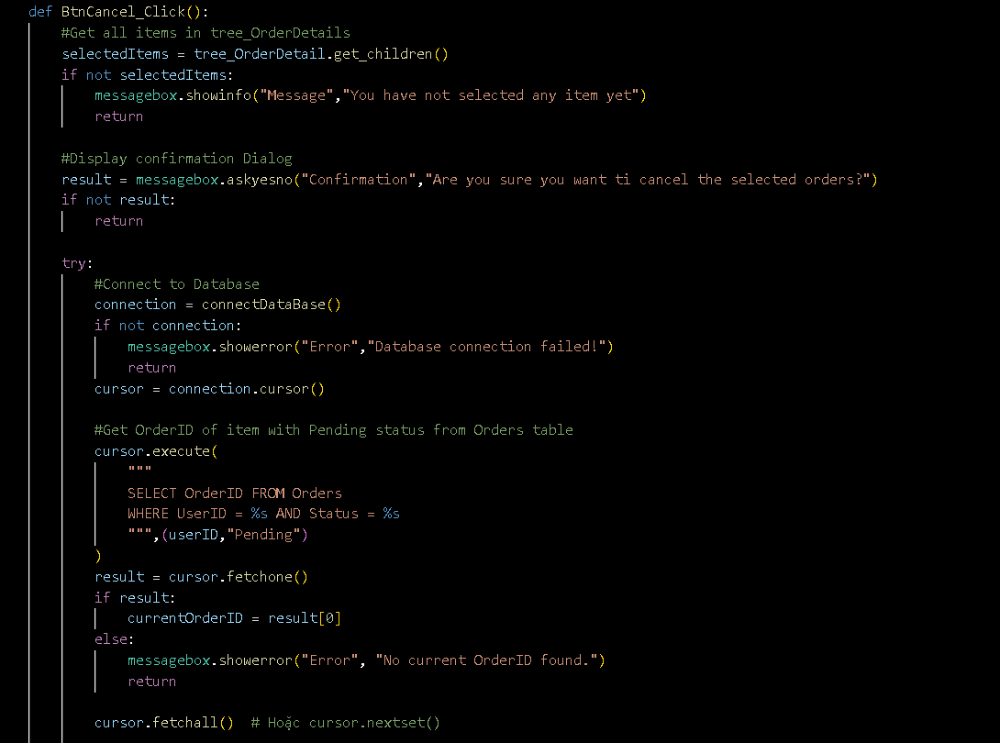 def BtnCancel_Click():
    #Get all items in tree_OrderDetails
    selectedItems = tree_OrderDetail.get_children()
    if not selectedItems:
        messagebox.showinfo("Message","You have not selected any item yet")
        return

    #Display confirmation Dialog
    result = messagebox.askyesno("Confirmation","Are you sure you want ti cancel the selected orders?")
    if not result:
        return

    try:
        #Connect to Database
        connection = connectDataBase()
        if not connection:
            messagebox.showerror("Error","Database connection failed!")
            return
        cursor = connection.cursor()

        #Get OrderID of item with Pending status from Orders table
        cursor.execute(
            """
            SELECT OrderID FROM Orders
            WHERE UserID = %s AND Status = %s
            """,(userID,"Pending")
        )
        result = cursor.fetchone()
        if result:
            currentOrderID = result[0]
        else:
            messagebox.showerror("Error", "No current OrderID found.")
            return

        cursor.fetchall()  # Hoặc cursor.nextset()